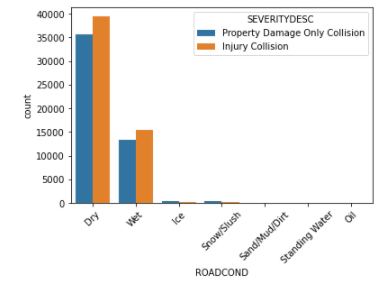 SEVERITYDESC
Property Damage Only Collision
Injury Collision
40000
35000
30000
25000
20000
15000
10000
5000
0
count
Dry
Wet
Ice
Snow/Slush
Sand/Mud/Dirt
Standing Water
Oil
ROADCOND